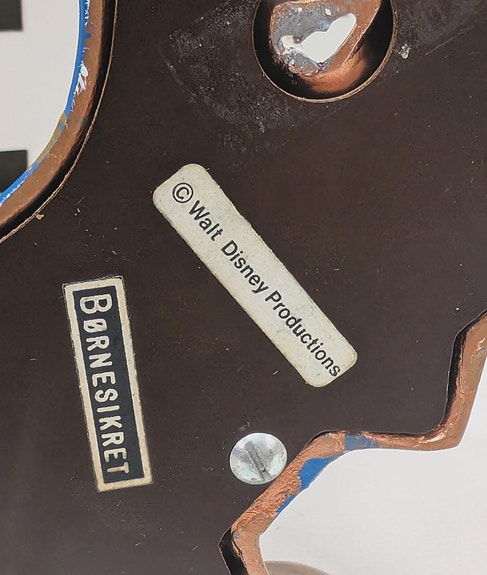 © Walt Disney Productions
BØRNESIKRET